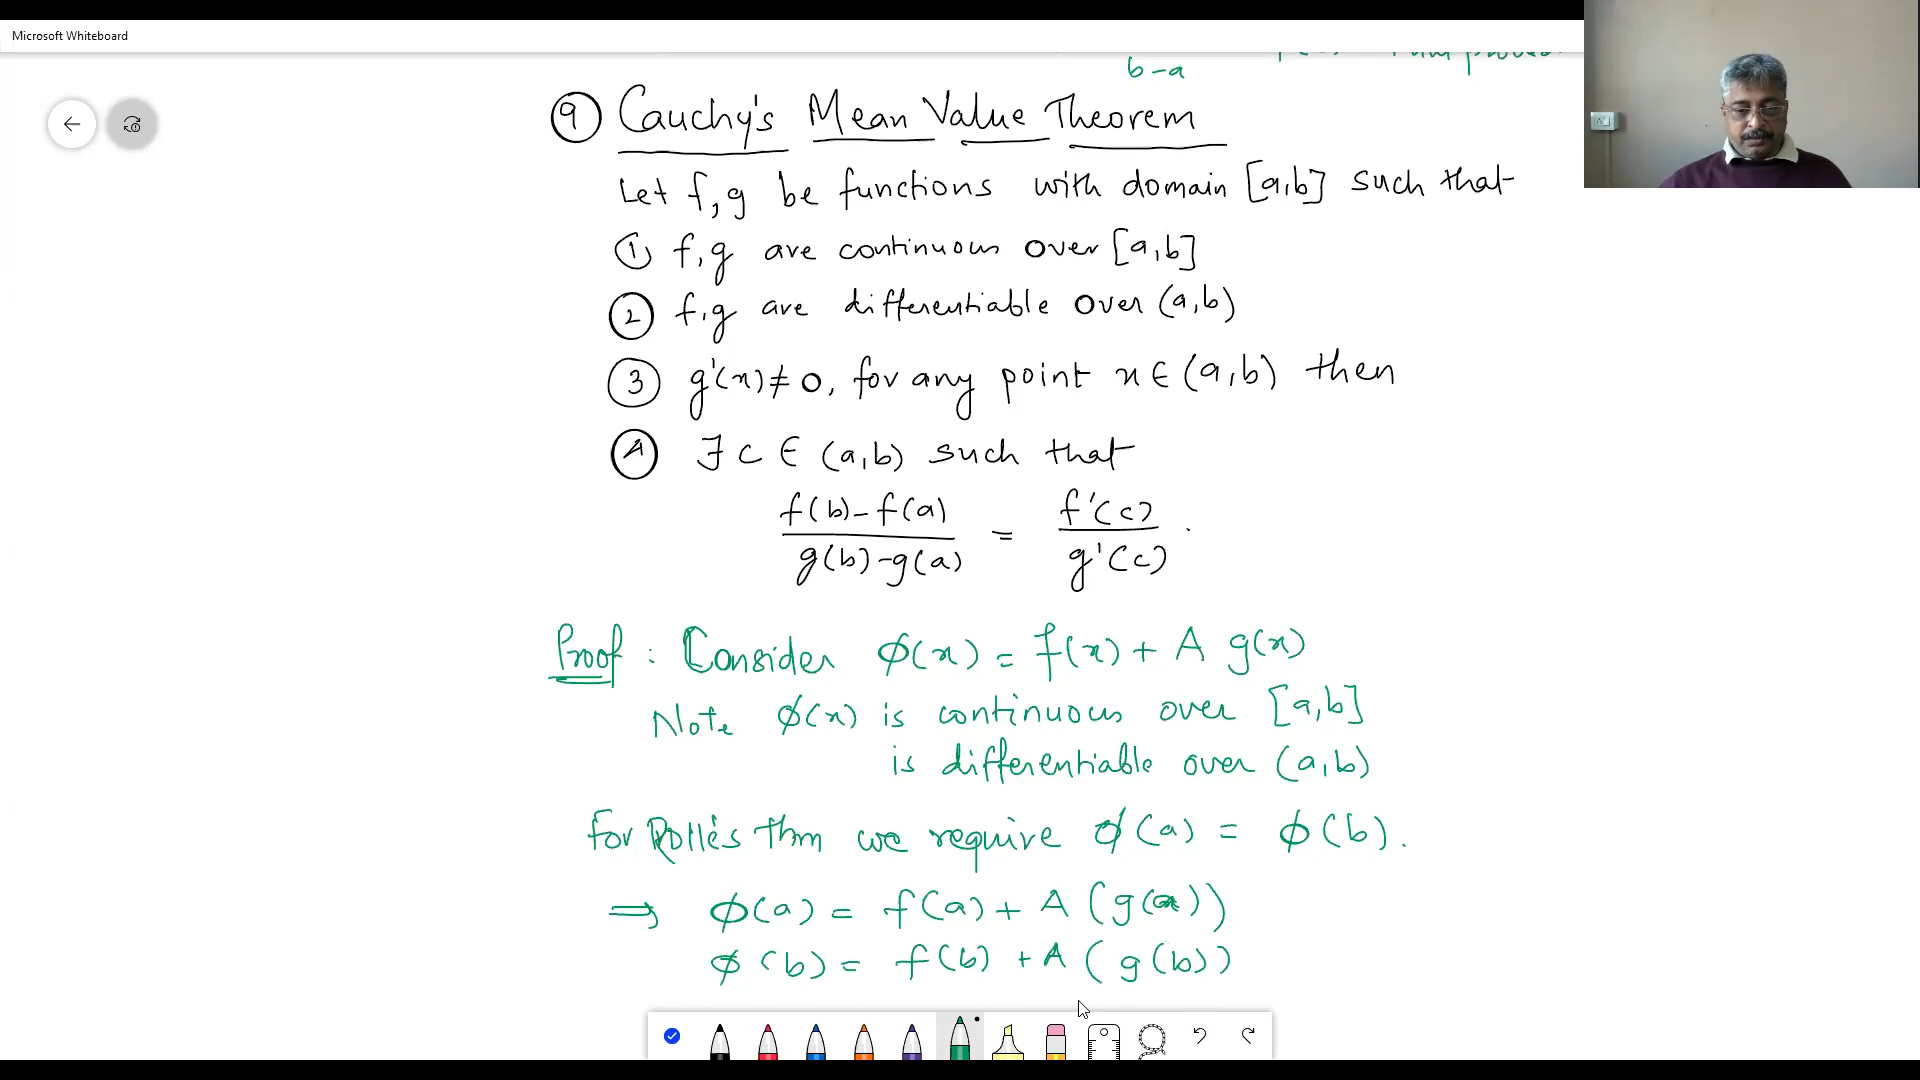 Microsoft Whiteboard
b-a
⑨ Cauchy's Mean Value Theorem
Let f,g be functions with domain [a,b] such that
① f,g are continuous over [a,b]
② f,g are differentiable over (a,b)
③ g'(x)≠0, for any point x∈(a,b) then
Ⓐ ∃ c ∈ (a,b) such that
f(b)-f(a) / g(b)-g(a) = f'(c) / g'(c) .
Proof : Consider ϕ(x) = f(x) + A g(x)
Note ϕ(x) is continuous over [a,b]
is differentiable over (a,b)
For Rolle's thm we require ϕ(a) = ϕ(b).
⇒ ϕ(a) = f(a) + A (g(a))
ϕ(b) = f(b) + A (g(b))